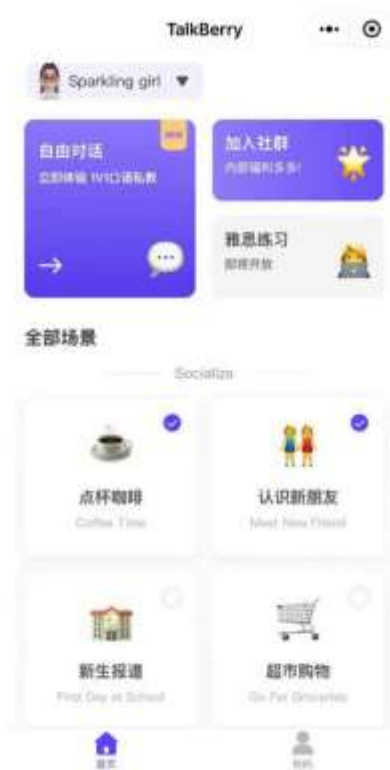 TalkBerry
Sparkling girl
自由对话
立即体验 1V1口语私教
加入社群
内部福利多多!
雅思练习
即将开放
全部场景
Socialize
点杯咖啡
Coffee Time
认识新朋友
Meet New Friend
新生报道
First Day at School
超市购物
Go For Groceries
首页
我的